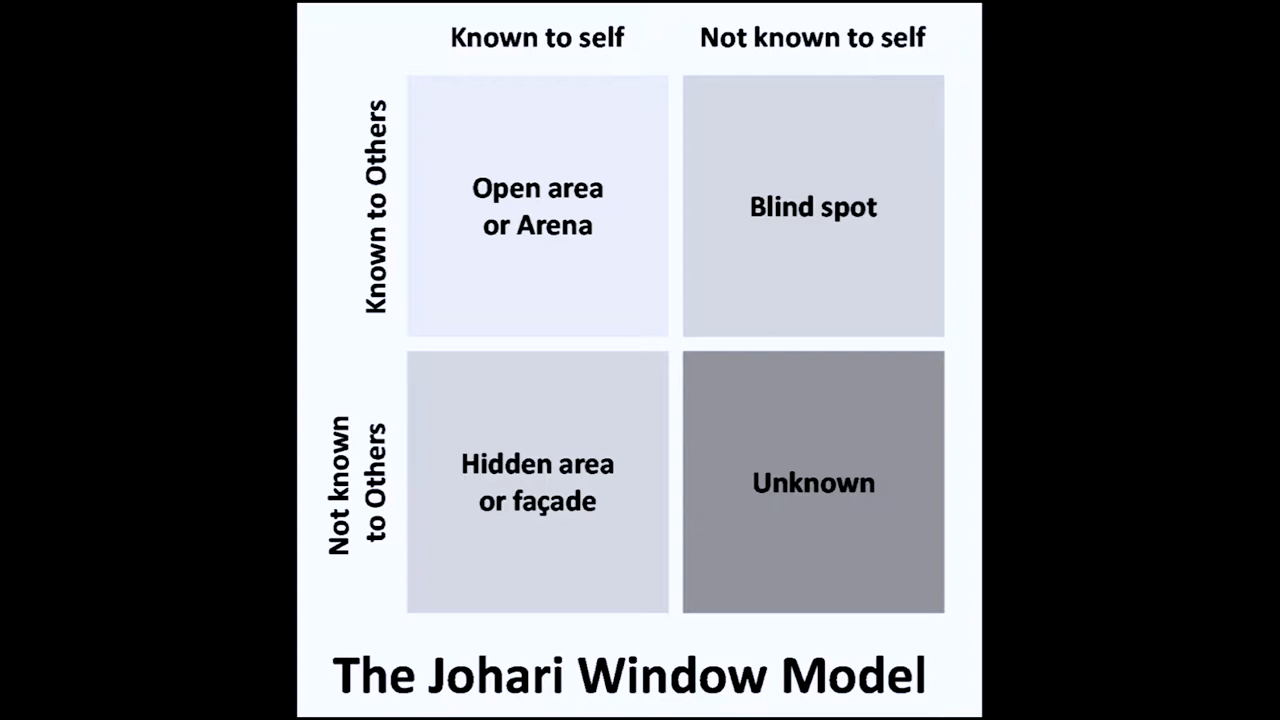 Known to self
Not known to self
Known to Others
Open area
or Arena
Blind spot
Not known
to Others
Hidden area
or façade
Unknown
The Johari Window Model